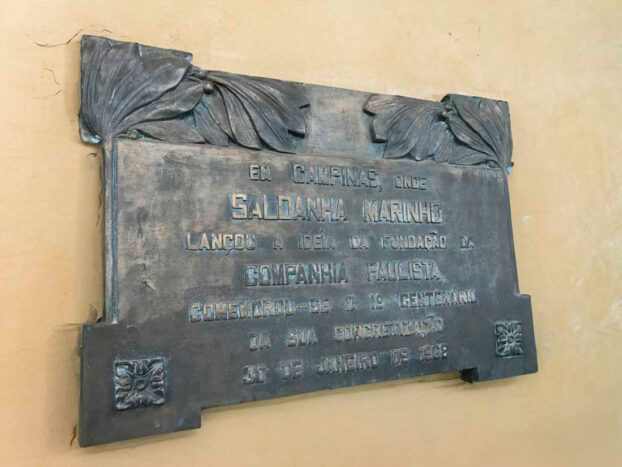 EM CAMPINAS, ONDE
SALDANHA MARINHO
LANÇOU A IDÉIA DA FUNDAÇÃO DA
COMPANHIA PAULISTA,
COMEMOROU-SE O 1º CENTENÁRIO
DA SUA CONCRETIZAÇÃO
30 DE JANEIRO DE 1968